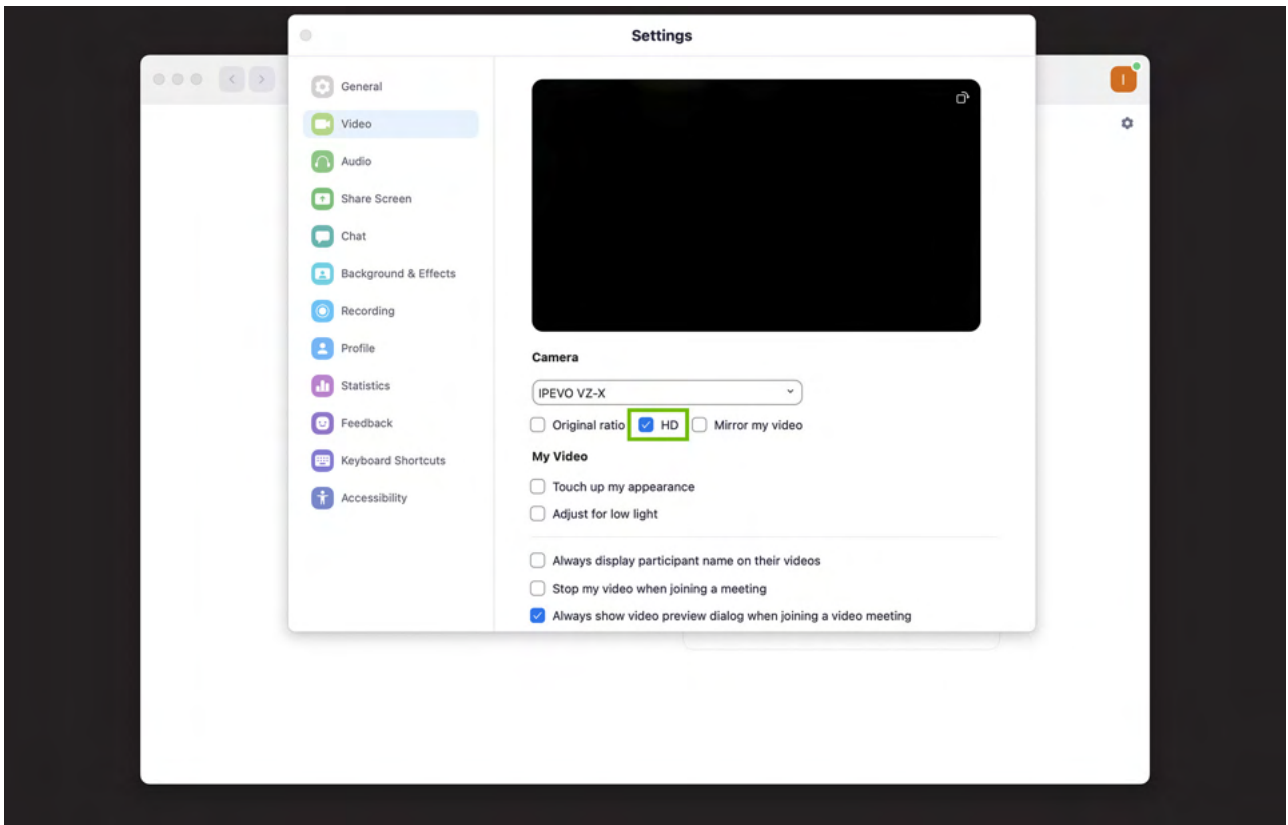 Settings
I
General
Video
Audio
Share Screen
Chat
Background & Effects
Recording
Profile
Statistics
Feedback
Keyboard Shortcuts
Accessibility
Camera
IPEVO VZ-X
Original ratio HD Mirror my video
My Video
Touch up my appearance
Adjust for low light
Always display participant name on their videos
Stop my video when joining a meeting
Always show video preview dialog when joining a video meeting